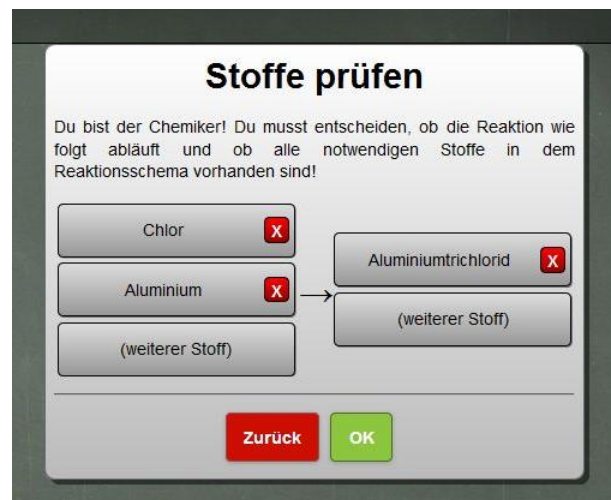 Stoffe prüfen
Du bist der Chemiker! Du musst entscheiden, ob die Reaktion wie
folgt abläuft und ob alle notwendigen Stoffe in dem
Reaktionsschema vorhanden sind!
Chlor X
Aluminium X
(weiterer Stoff)
→
Aluminiumtrichlorid X
(weiterer Stoff)
Zurück OK